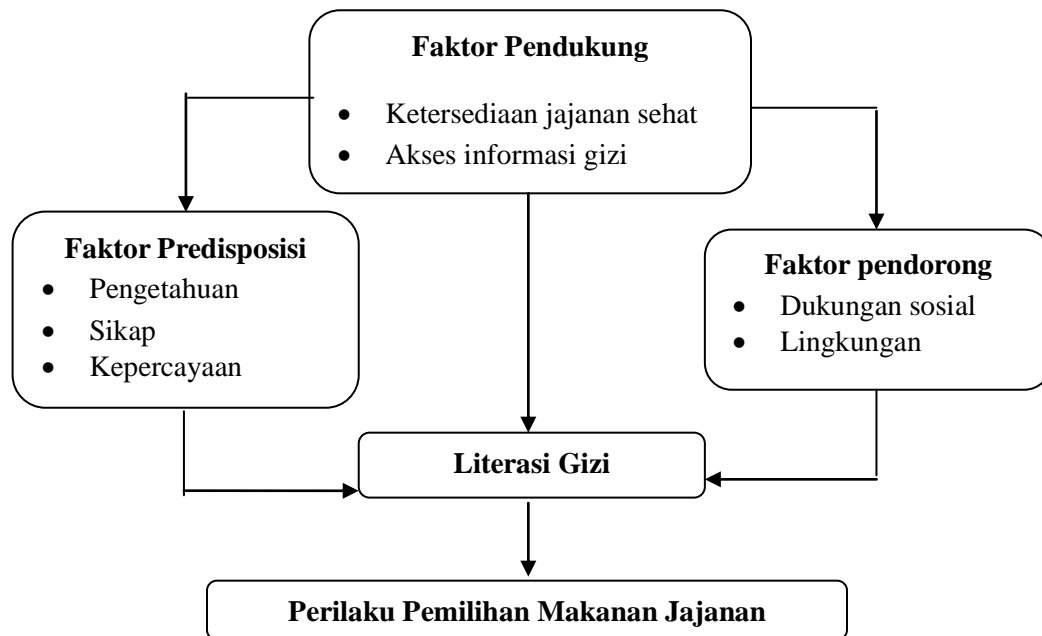 Faktor Pendukung
• Ketersediaan jajanan sehat
• Akses informasi gizi
Faktor Predisposisi
• Pengetahuan
• Sikap
• Kepercayaan
Faktor pendorong
• Dukungan sosial
• Lingkungan
Literasi Gizi
Perilaku Pemilihan Makanan Jajanan